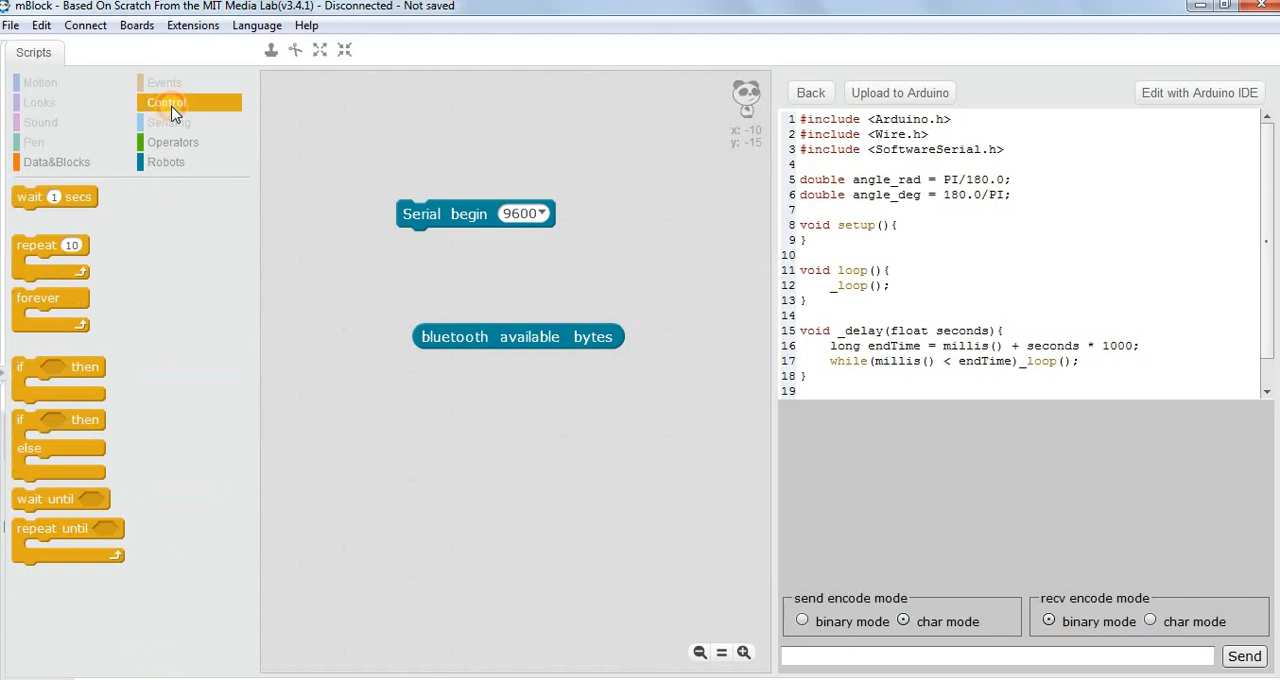 mBlock - Based On Scratch From the MIT Media Lab(v3.4.1) - Disconnected - Not saved
File Edit Connect Boards Extensions Language Help
Scripts
Motion Events
Looks Control
Sound Sensing
Pen Operators
Data&Blocks Robots
wait 1 secs
repeat 10
forever
if then
if then
else
wait until
repeat until
Serial begin 9600
bluetooth available bytes
x: -10
y: -15
Back Upload to Arduino Edit with Arduino IDE
1 #include <Arduino.h>
2 #include <Wire.h>
3 #include <SoftwareSerial.h>
4
5 double angle_rad = PI/180.0;
6 double angle_deg = 180.0/PI;
7
8 void setup(){
9 }
10
11 void loop(){
12 _loop();
13 }
14
15 void _delay(float seconds){
16 long endTime = millis() + seconds * 1000;
17 while(millis() < endTime)_loop();
18 }
19
send encode mode recv encode mode
binary mode char mode binary mode char mode
Send